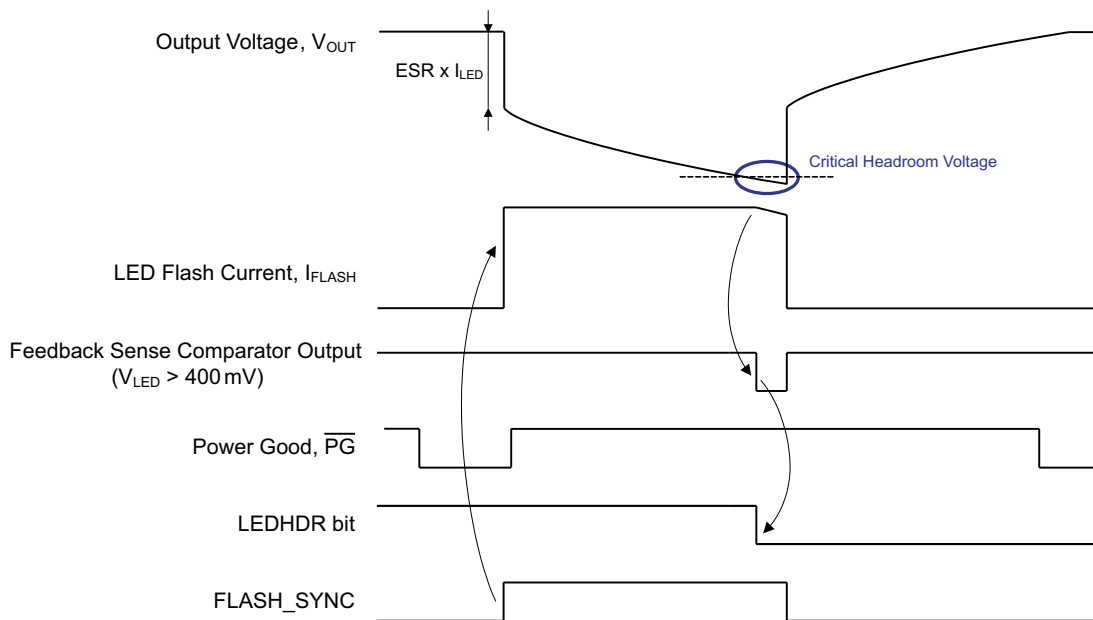 Output Voltage, VOUT
ESR x ILED
Critical Headroom Voltage
LED Flash Current, IFLASH
Feedback Sense Comparator Output
(VLED > 400 mV)
Power Good, P̅G̅
LEDHDR bit
FLASH_SYNC